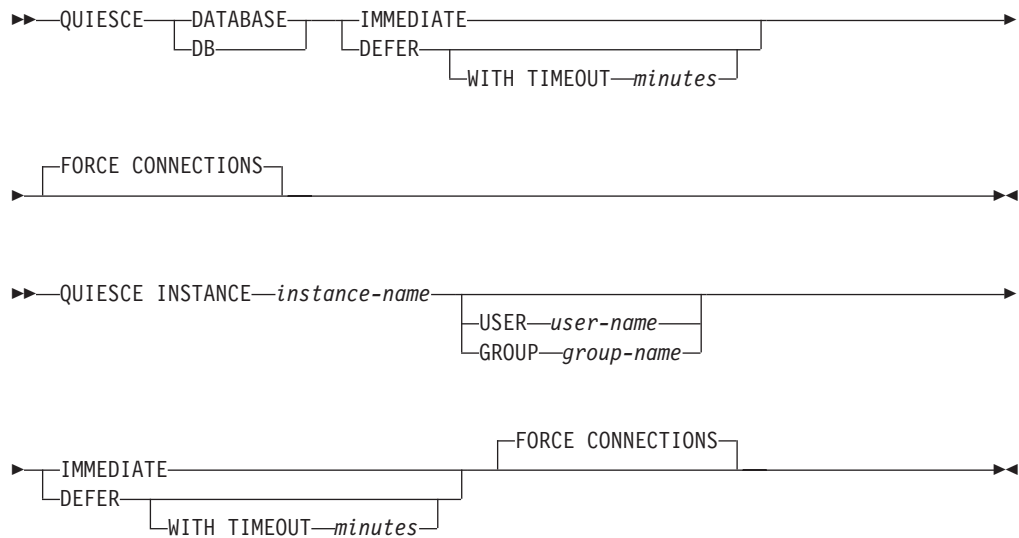 QUIESCE DATABASE IMMEDIATE
DB DEFER
WITH TIMEOUT minutes
FORCE CONNECTIONS
QUIESCE INSTANCE instance-name
USER user-name
GROUP group-name
FORCE CONNECTIONS
IMMEDIATE
DEFER
WITH TIMEOUT minutes